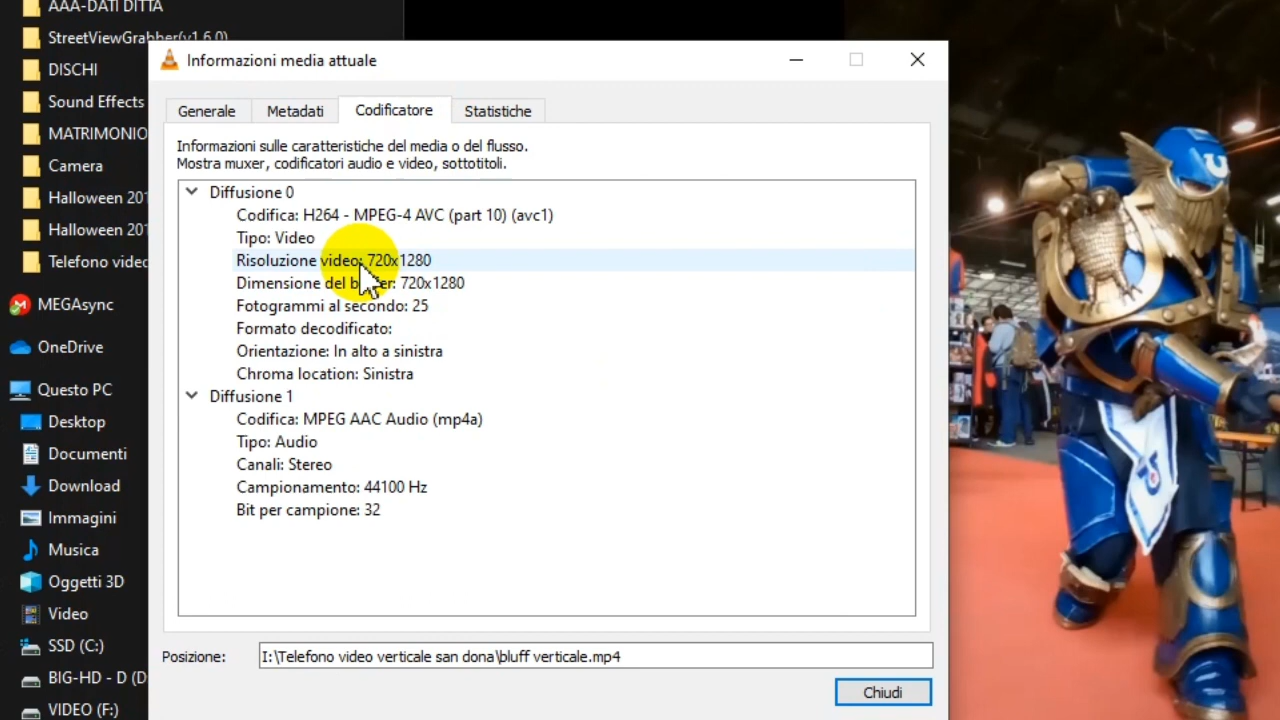 AAA-DATI DITTA
StreetViewGrabber(v1.6.0)
DISCHI
Sound Effects
MATRIMONIO
Camera
Halloween 201
Halloween 201
Telefono video
MEGAsync
OneDrive
Questo PC
Desktop
Documenti
Download
Immagini
Musica
Oggetti 3D
Video
SSD (C:)
BIG-HD - D (D
VIDEO (F:)
Informazioni media attuale
Generale Metadati Codificatore Statistiche
Informazioni sulle caratteristiche del media o del flusso.
Mostra muxer, codificatori audio e video, sottotitoli.
Diffusione 0
Codifica: H264 - MPEG-4 AVC (part 10) (avc1)
Tipo: Video
Risoluzione video: 720x1280
Dimensione del buffer: 720x1280
Fotogrammi al secondo: 25
Formato decodificato:
Orientazione: In alto a sinistra
Chroma location: Sinistra
Diffusione 1
Codifica: MPEG AAC Audio (mp4a)
Tipo: Audio
Canali: Stereo
Campionamento: 44100 Hz
Bit per campione: 32
Posizione: I:\Telefono video verticale san dona\bluff verticale.mp4
Chiudi